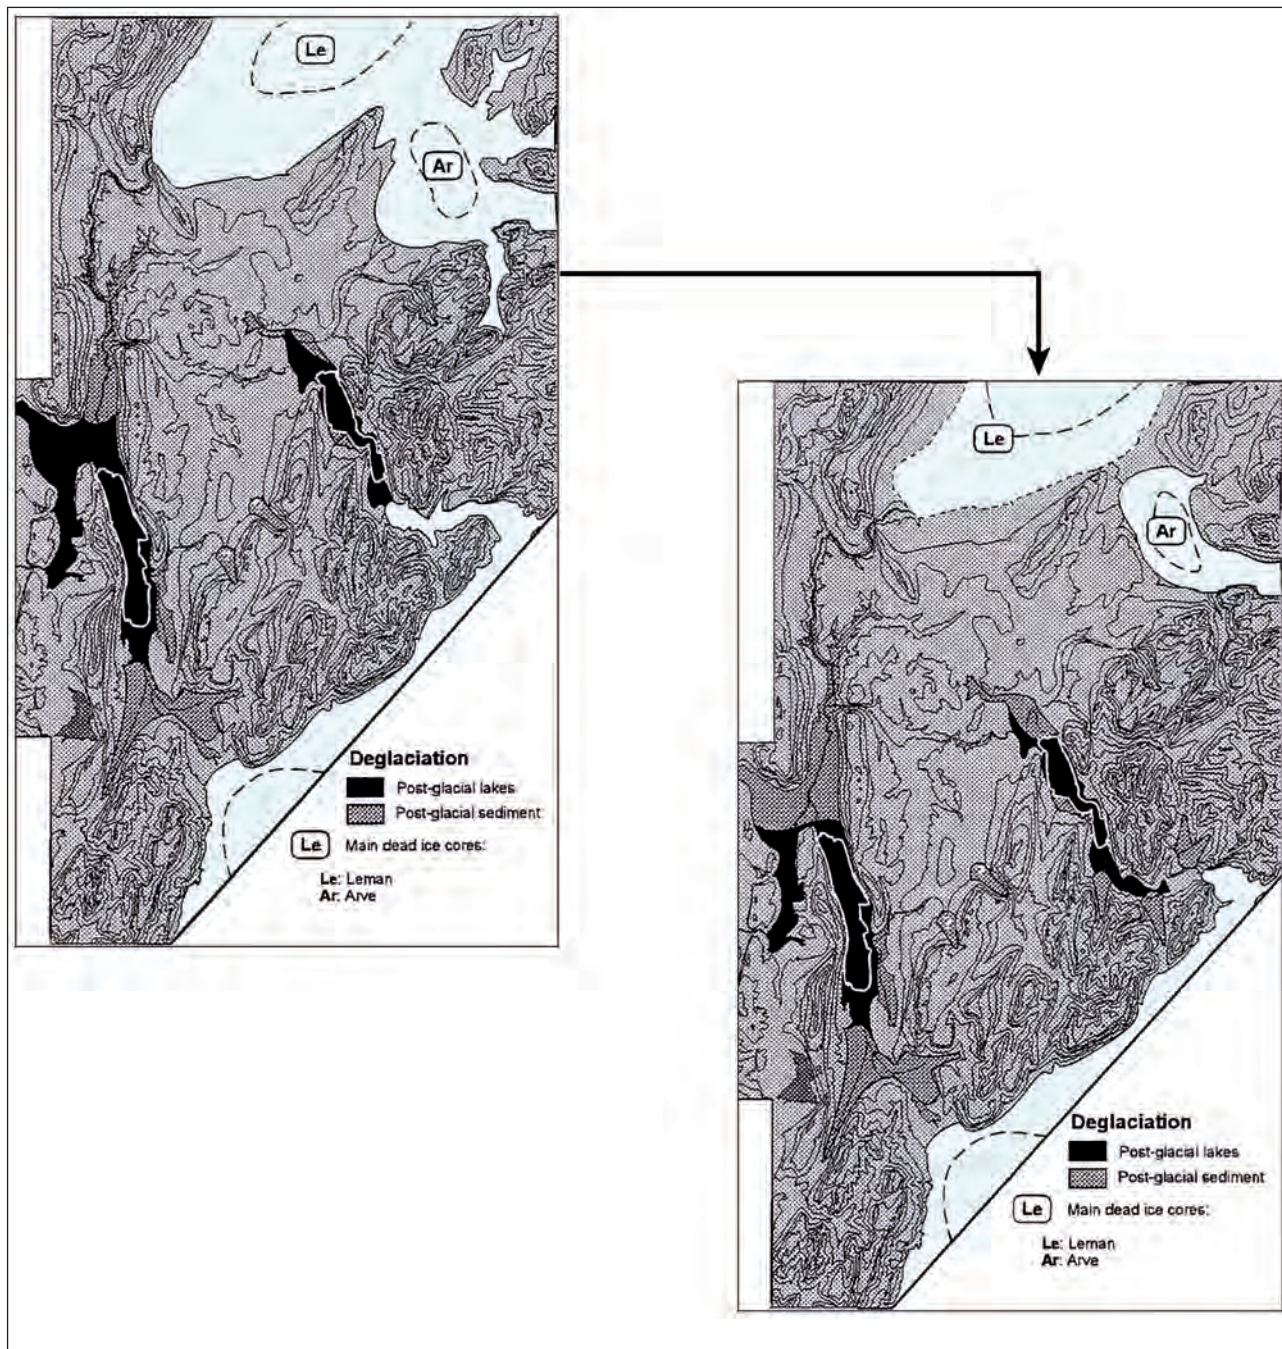 Le
Ar
Deglaciation
Post-glacial lakes
Post-glacial sediment
Le Main dead ice cores:
Le: Leman
Ar: Arve
Le
Ar
Deglaciation
Post-glacial lakes
Post-glacial sediment
Le Main dead ice cores:
Le: Leman
Ar: Arve